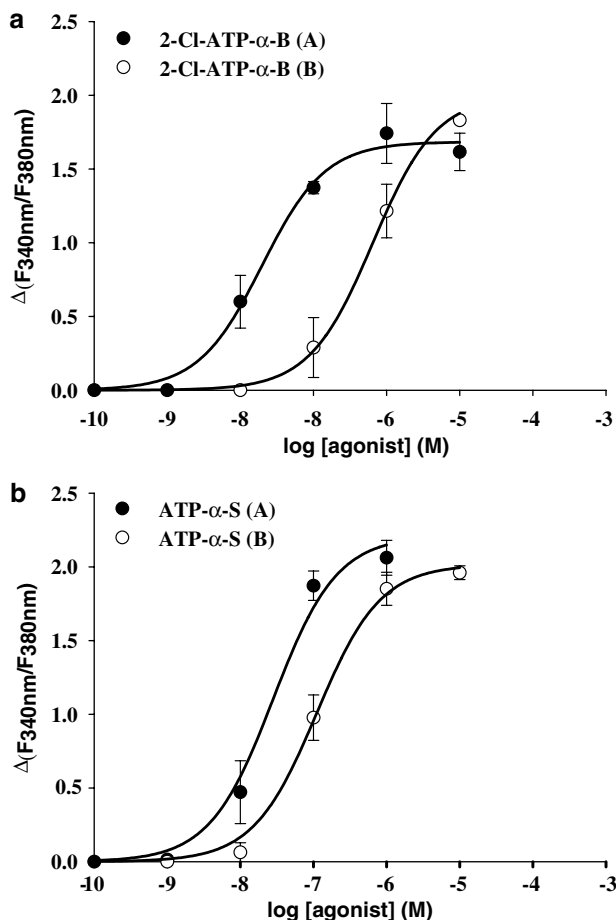 a
2-Cl-ATP-α-B (A)
2-Cl-ATP-α-B (B)
2.5
2.0
1.5
1.0
0.5
0.0
Δ(F340nm/F380nm)
-10 -9 -8 -8 -6 -5 -4 -3
log [agonist] (M)
b
ATP-α-S (A)
ATP-α-S (B)
2.5
2.0
1.5
1.0
0.5
0.0
Δ(F340nm/F380nm)
-10 -9 -8 -7 -6 -5 -4 -3
log [agonist] (M)